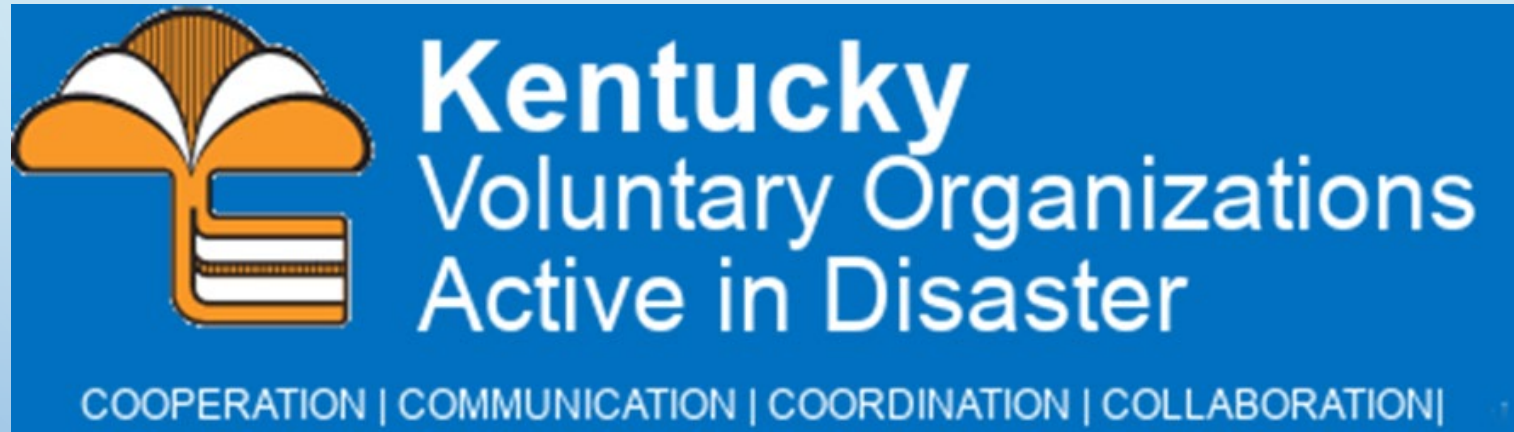 Kentucky
Voluntary Organizations
Active in Disaster
COOPERATION | COMMUNICATION | COORDINATION | COLLABORATION|